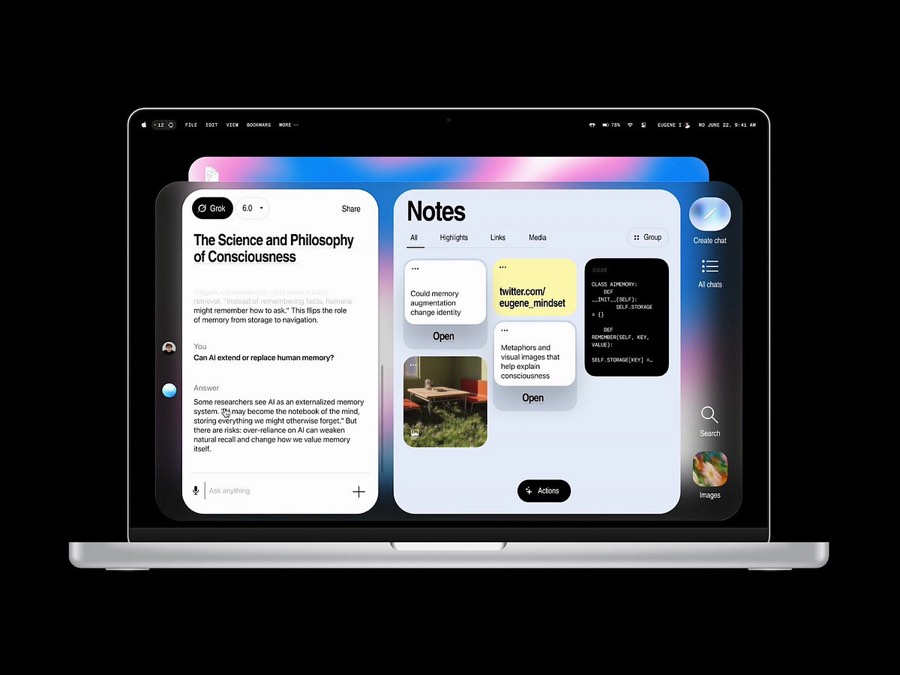 12
FILE EDIT VIEW BOOKMARS MORE
78% EUGENE I MO JUNE 22, 9:41 AM
Grok 6.0 Share
The Science and Philosophy
of Consciousness
retrieval. "Instead of remembering facts, humans
might remember how to ask." This flips the role
of memory from storage to navigation.
You
Can AI extend or replace human memory?
Answer
Some researchers see AI as an externalized memory
system. may become the notebook of the mind,
storing everything we might otherwise forget." But
there are risks: over-reliance on AI can weaken
natural recall and change how we value memory
itself.
Ask anything
Notes
All Highlights Links Media
Group
Could memory
augmentation
change identity
Open
twitter.com/
eugene_mindset
Metaphors and
visual images that
help explain
consciousness
Open
CODE
CLASS AIMEMORY:
DEF
__INIT__(SELF):
SELF.STORAGE
= {}
DEF
REMEMBER(SELF, KEY,
VALUE):
SELF.STORAGE[KEY] =…
Actions
Create chat
All chats
Search
Images